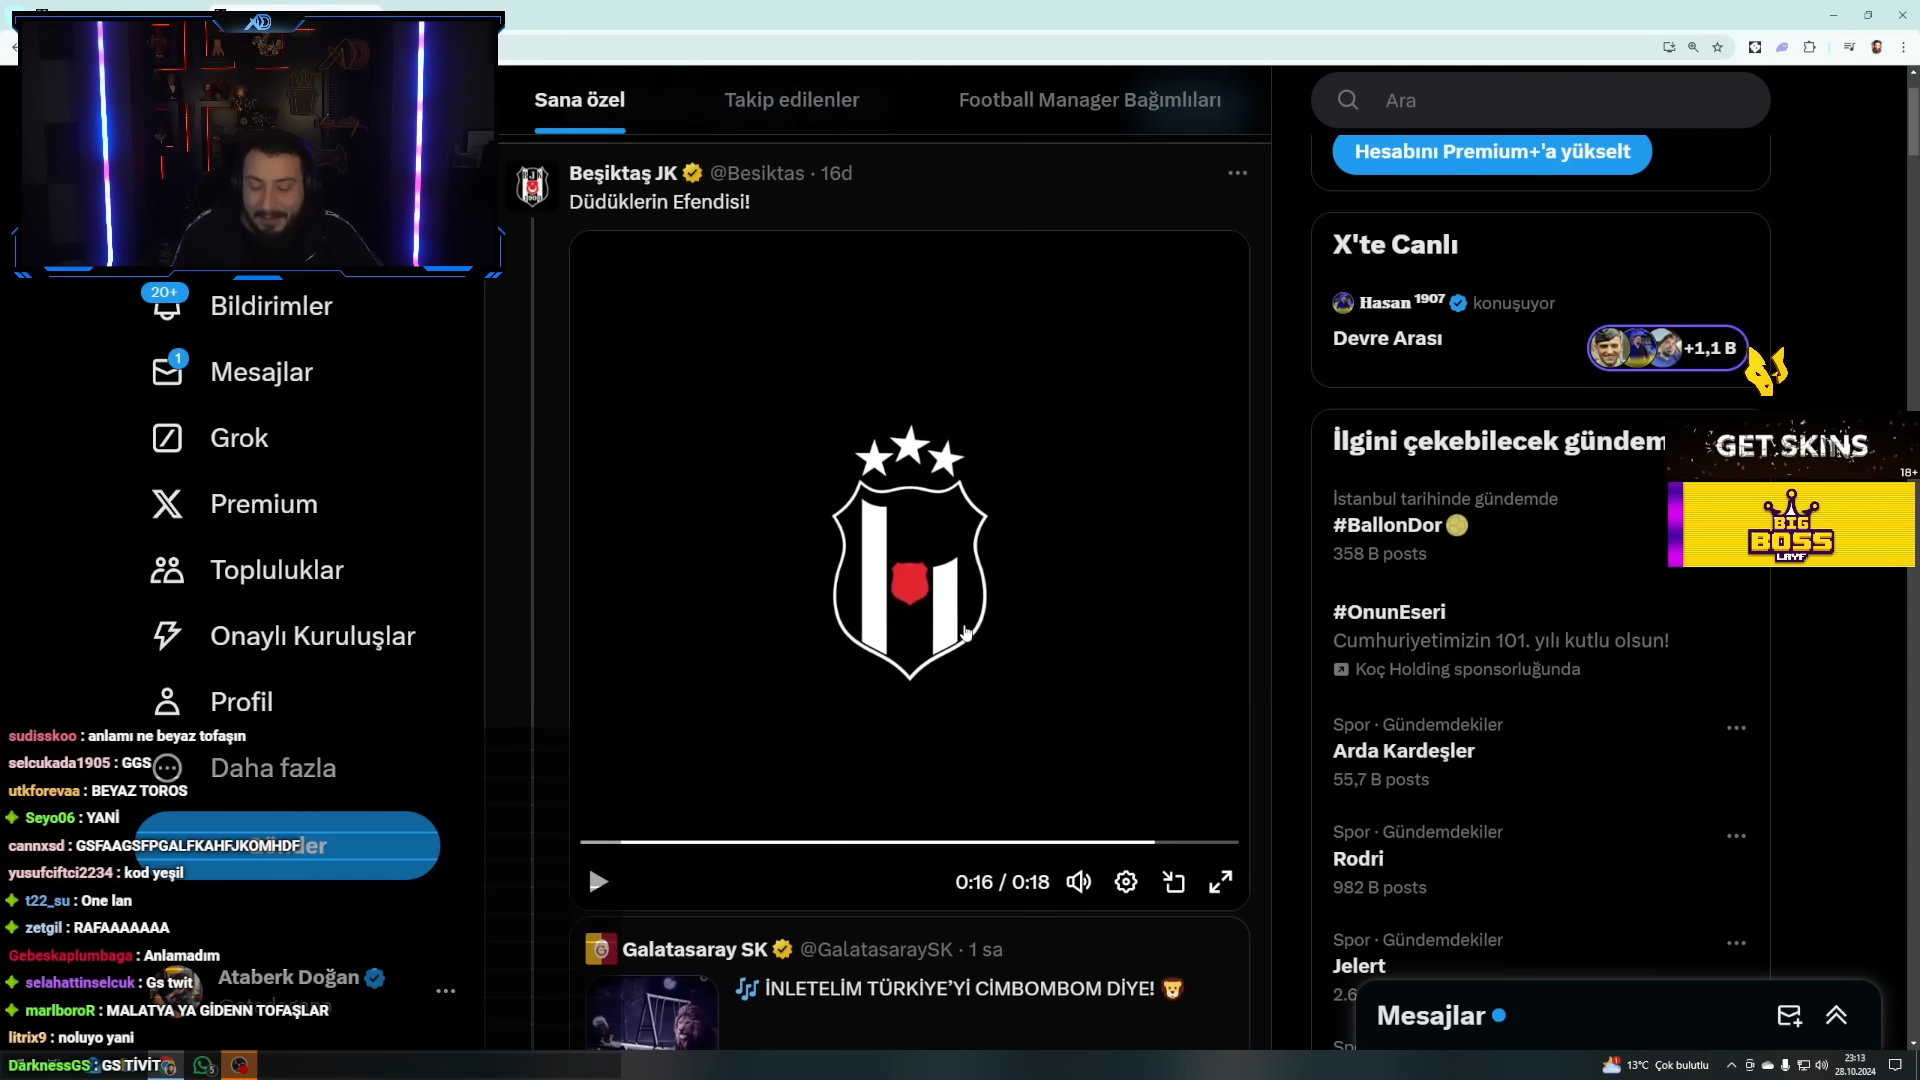 Sana özel
Takip edilenler
Football Manager Bağımlıları
Ara
Hesabını Premium+'a yükselt
Beşiktaş JK @Besiktas · 16d
Düdüklerin Efendisi!
X'te Canlı
Hasan 1907 konuşuyor
Devre Arası
+1,1 B
20+
Bildirimler
1
Mesajlar
Grok
Premium
Topluluklar
Onaylı Kuruluşlar
Profil
Daha fazla
İlgini çekebilecek gündem
GET SKINS
18+
BIG
BOSS
LAYF
İstanbul tarihinde gündemde
#BallonDor
358 B posts
#OnunEseri
Cumhuriyetimizin 101. yılı kutlu olsun!
Koç Holding sponsorluğunda
Spor · Gündemdekiler
Arda Kardeşler
55,7 B posts
Spor · Gündemdekiler
Rodri
982 B posts
Spor · Gündemdekiler
Jelert
0:16 / 0:18
Galatasaray SK @GalatasaraySK · 1 sa
🎶 İNLETELİM TÜRKİYE’Yİ CİMBOMBOM DİYE! 🦁
sudisskoo : anlamı ne beyaz tofaşın
selcukada1905 : GGS
utkforevaa : BEYAZ TOROS
Seyo06 : YANİ
cannxsd : GSFAAGSFPGALFKAHFJKOMHDF
yusufciftci2234 : kod yeşil
t22_su : One lan
zetgil : RAFAAAAAAA
Gebeskaplumbaga : Anlamadım
selahattinselcuk : Gs twit
marlboroR : MALATYA YA GİDENN TOFAŞLAR
litrix9 : noluyo yani
DarknessGS : GS TİVİT
Ataberk Doğan
Mesajlar
13°C Çok bulutlu
23:13
28.10.2024